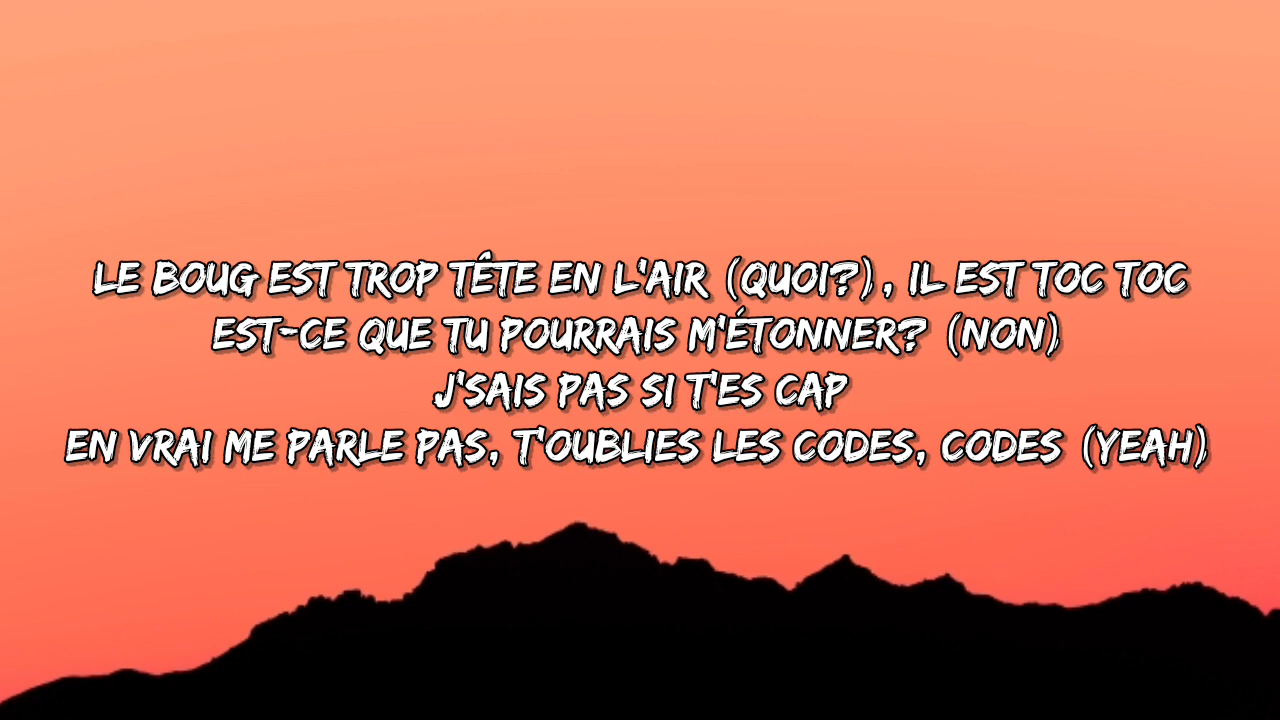 LE BOUG EST TROP TÊTE EN L'AIR (QUOI?), IL EST TOC TOC
EST-CE QUE TU POURRAIS M'ÉTONNER? (NON)
J'SAIS PAS SI T'ES CAP
EN VRAI ME PARLE PAS, T'OUBLIES LES CODES, CODES (YEAH)